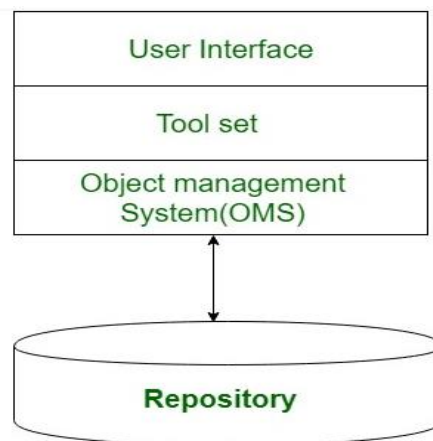 User Interface
Tool set
Object management
System(OMS)
Repository